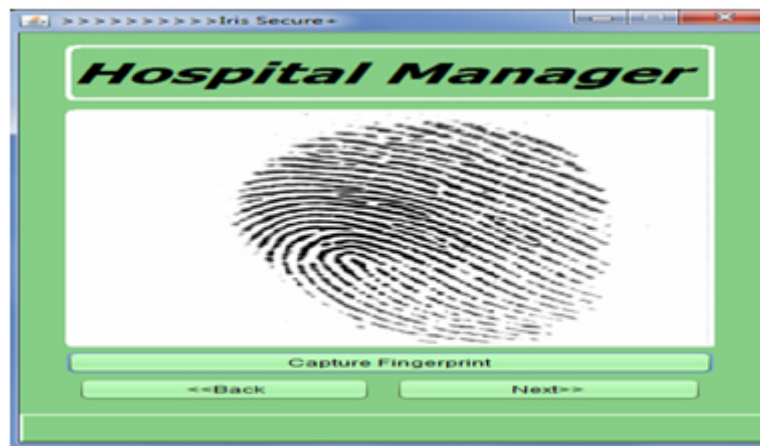 >>>>>>>>>>Iris Secure+
Hospital Manager
Capture Fingerprint
<<Back
Next>>